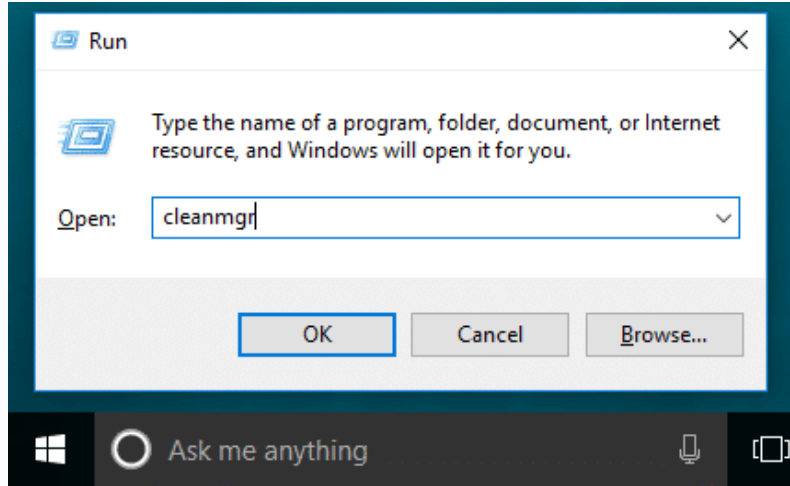 Run
Type the name of a program, folder, document, or Internet
resource, and Windows will open it for you.
Open: cleanmgr
OK Cancel Browse...
Ask me anything